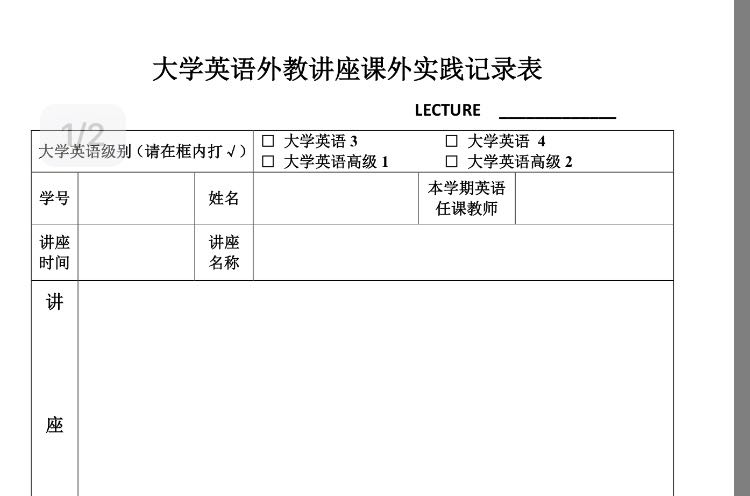 大学英语外教讲座课外实践记录表
LECTURE ____________
1/2
大学英语级别（请在框内打 √ ） □ 大学英语 3 □ 大学英语 4
□ 大学英语高级 1 □ 大学英语高级 2
学号 姓名 本学期英语
任课教师
讲座
时间
讲座
名称
讲
座